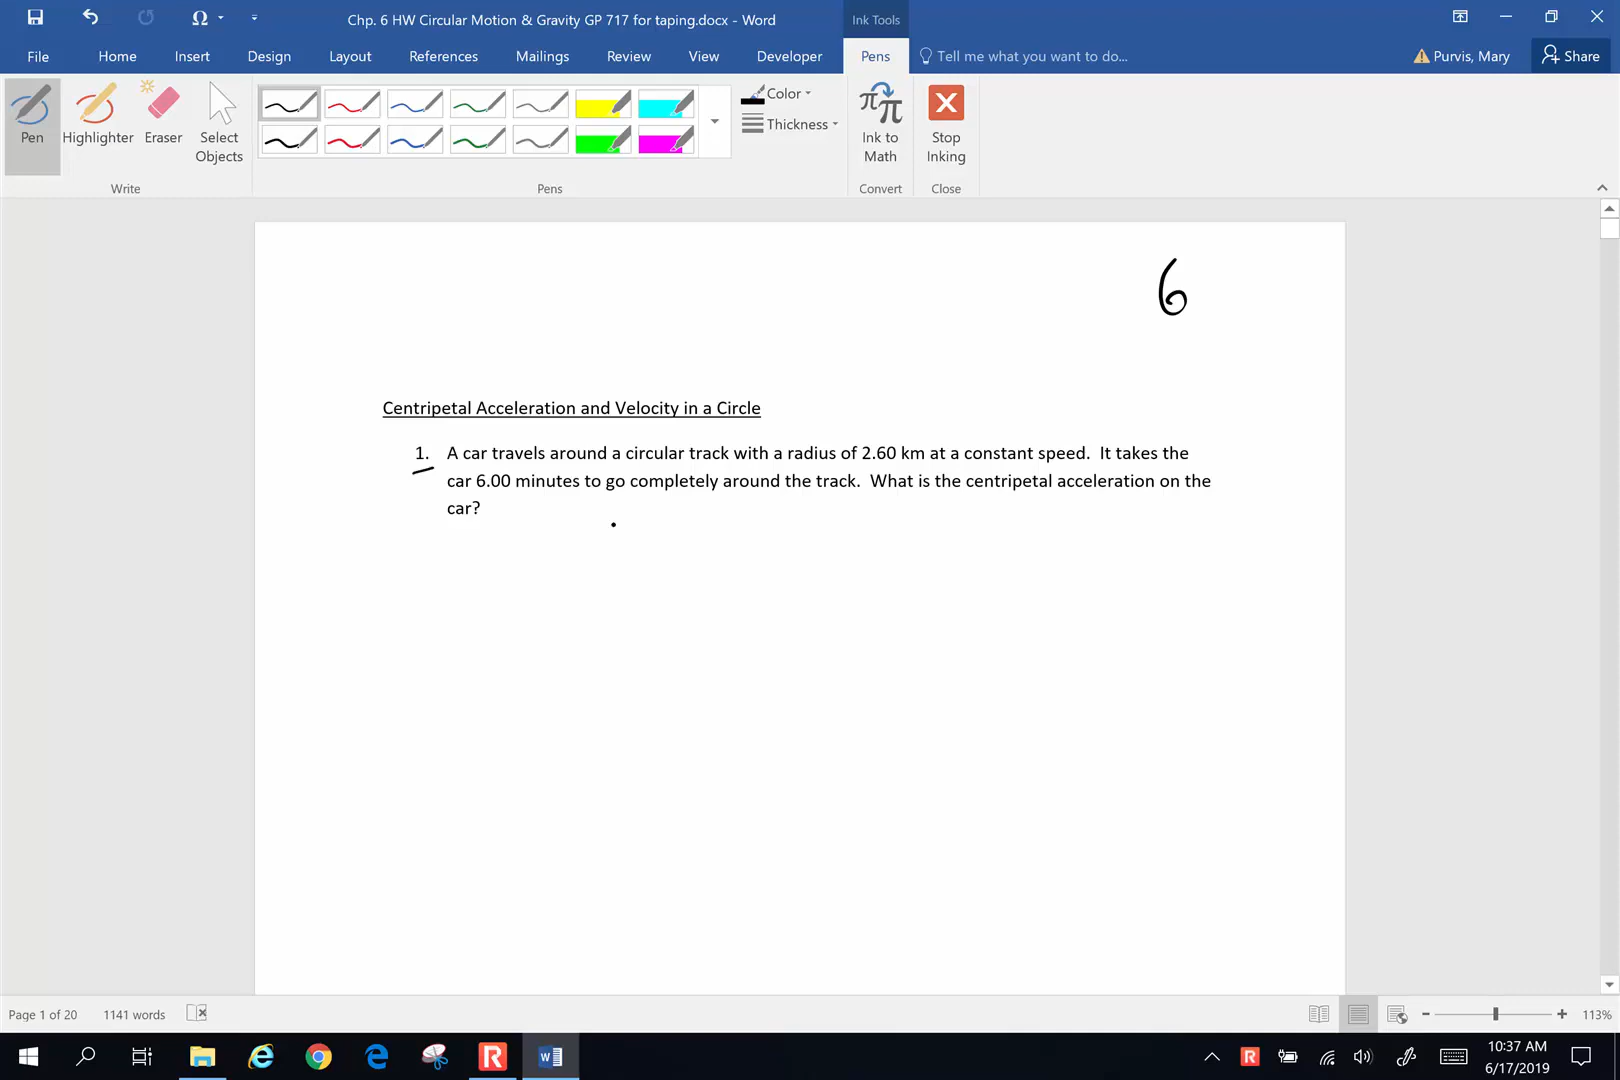 Chp. 6 HW Circular Motion & Gravity GP 717 for taping.docx - Word
Ink Tools
File Home Insert Design Layout References Mailings Review View Developer Pens Tell me what you want to do... Purvis, Mary Share
Pen Highlighter Eraser Select Objects
Color
Thickness
Ink to Math
Stop Inking
Write Pens Convert Close
6
Centripetal Acceleration and Velocity in a Circle
1. A car travels around a circular track with a radius of 2.60 km at a constant speed. It takes the
car 6.00 minutes to go completely around the track. What is the centripetal acceleration on the
car?
Page 1 of 20 1141 words 113%
10:37 AM
6/17/2019